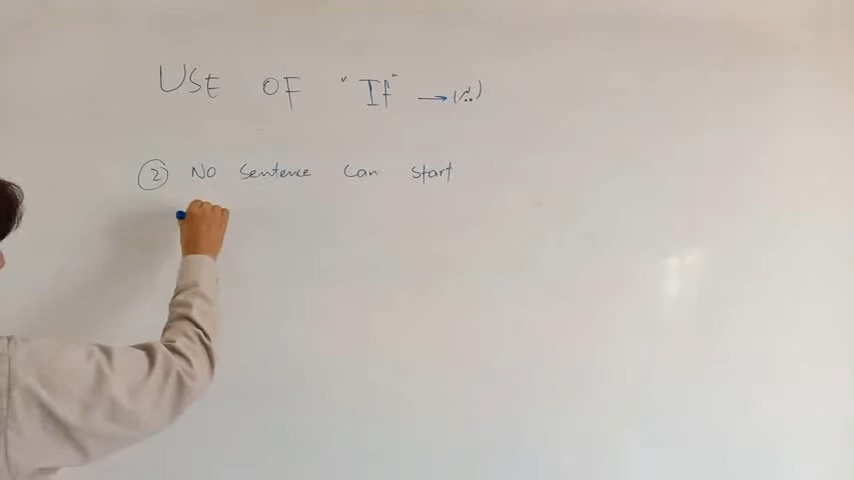 USE OF "If" →
② No sentence can start